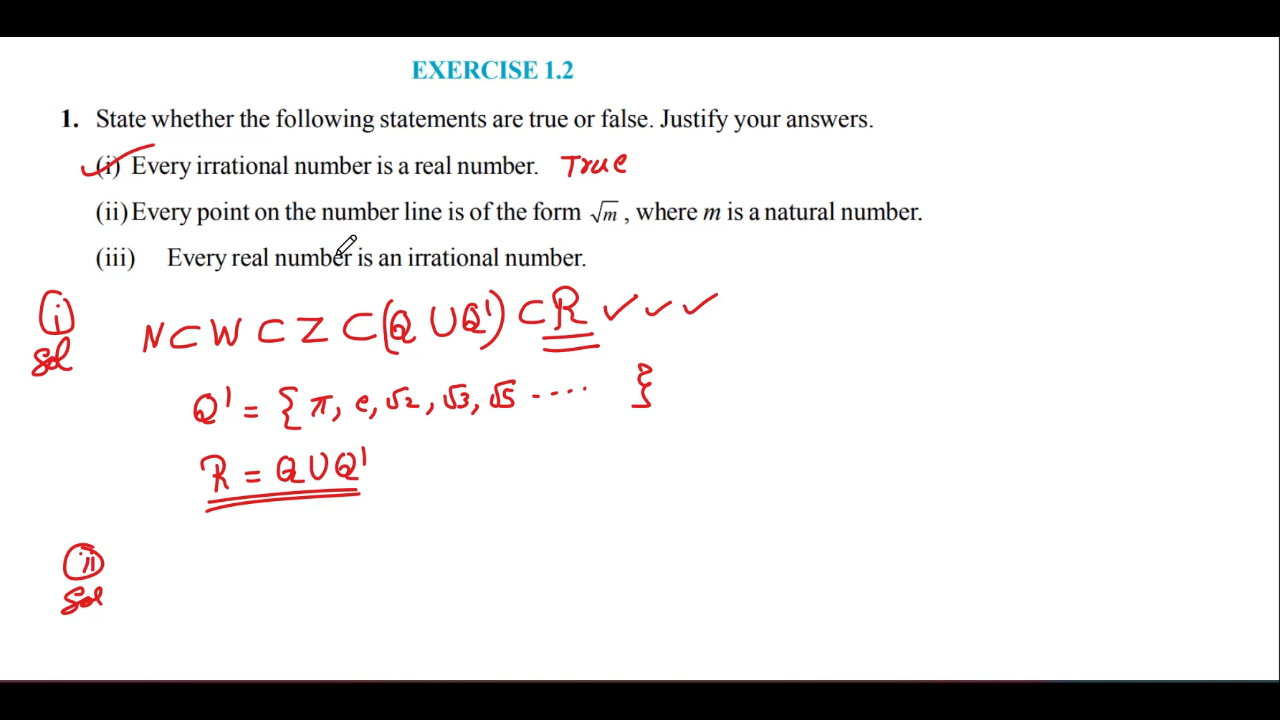 EXERCISE 1.2
1. State whether the following statements are true or false. Justify your answers.
(i) Every irrational number is a real number. True
(ii) Every point on the number line is of the form √m , where m is a natural number.
(iii) Every real number is an irrational number.
(i) N ⊂ W ⊂ Z ⊂ (Q ∪ Q') ⊂ R ✓ ✓ ✓
Sol
Q' = { π, e, √2, √3, √5 ---- }
R = Q ∪ Q'
(ii)
Sol